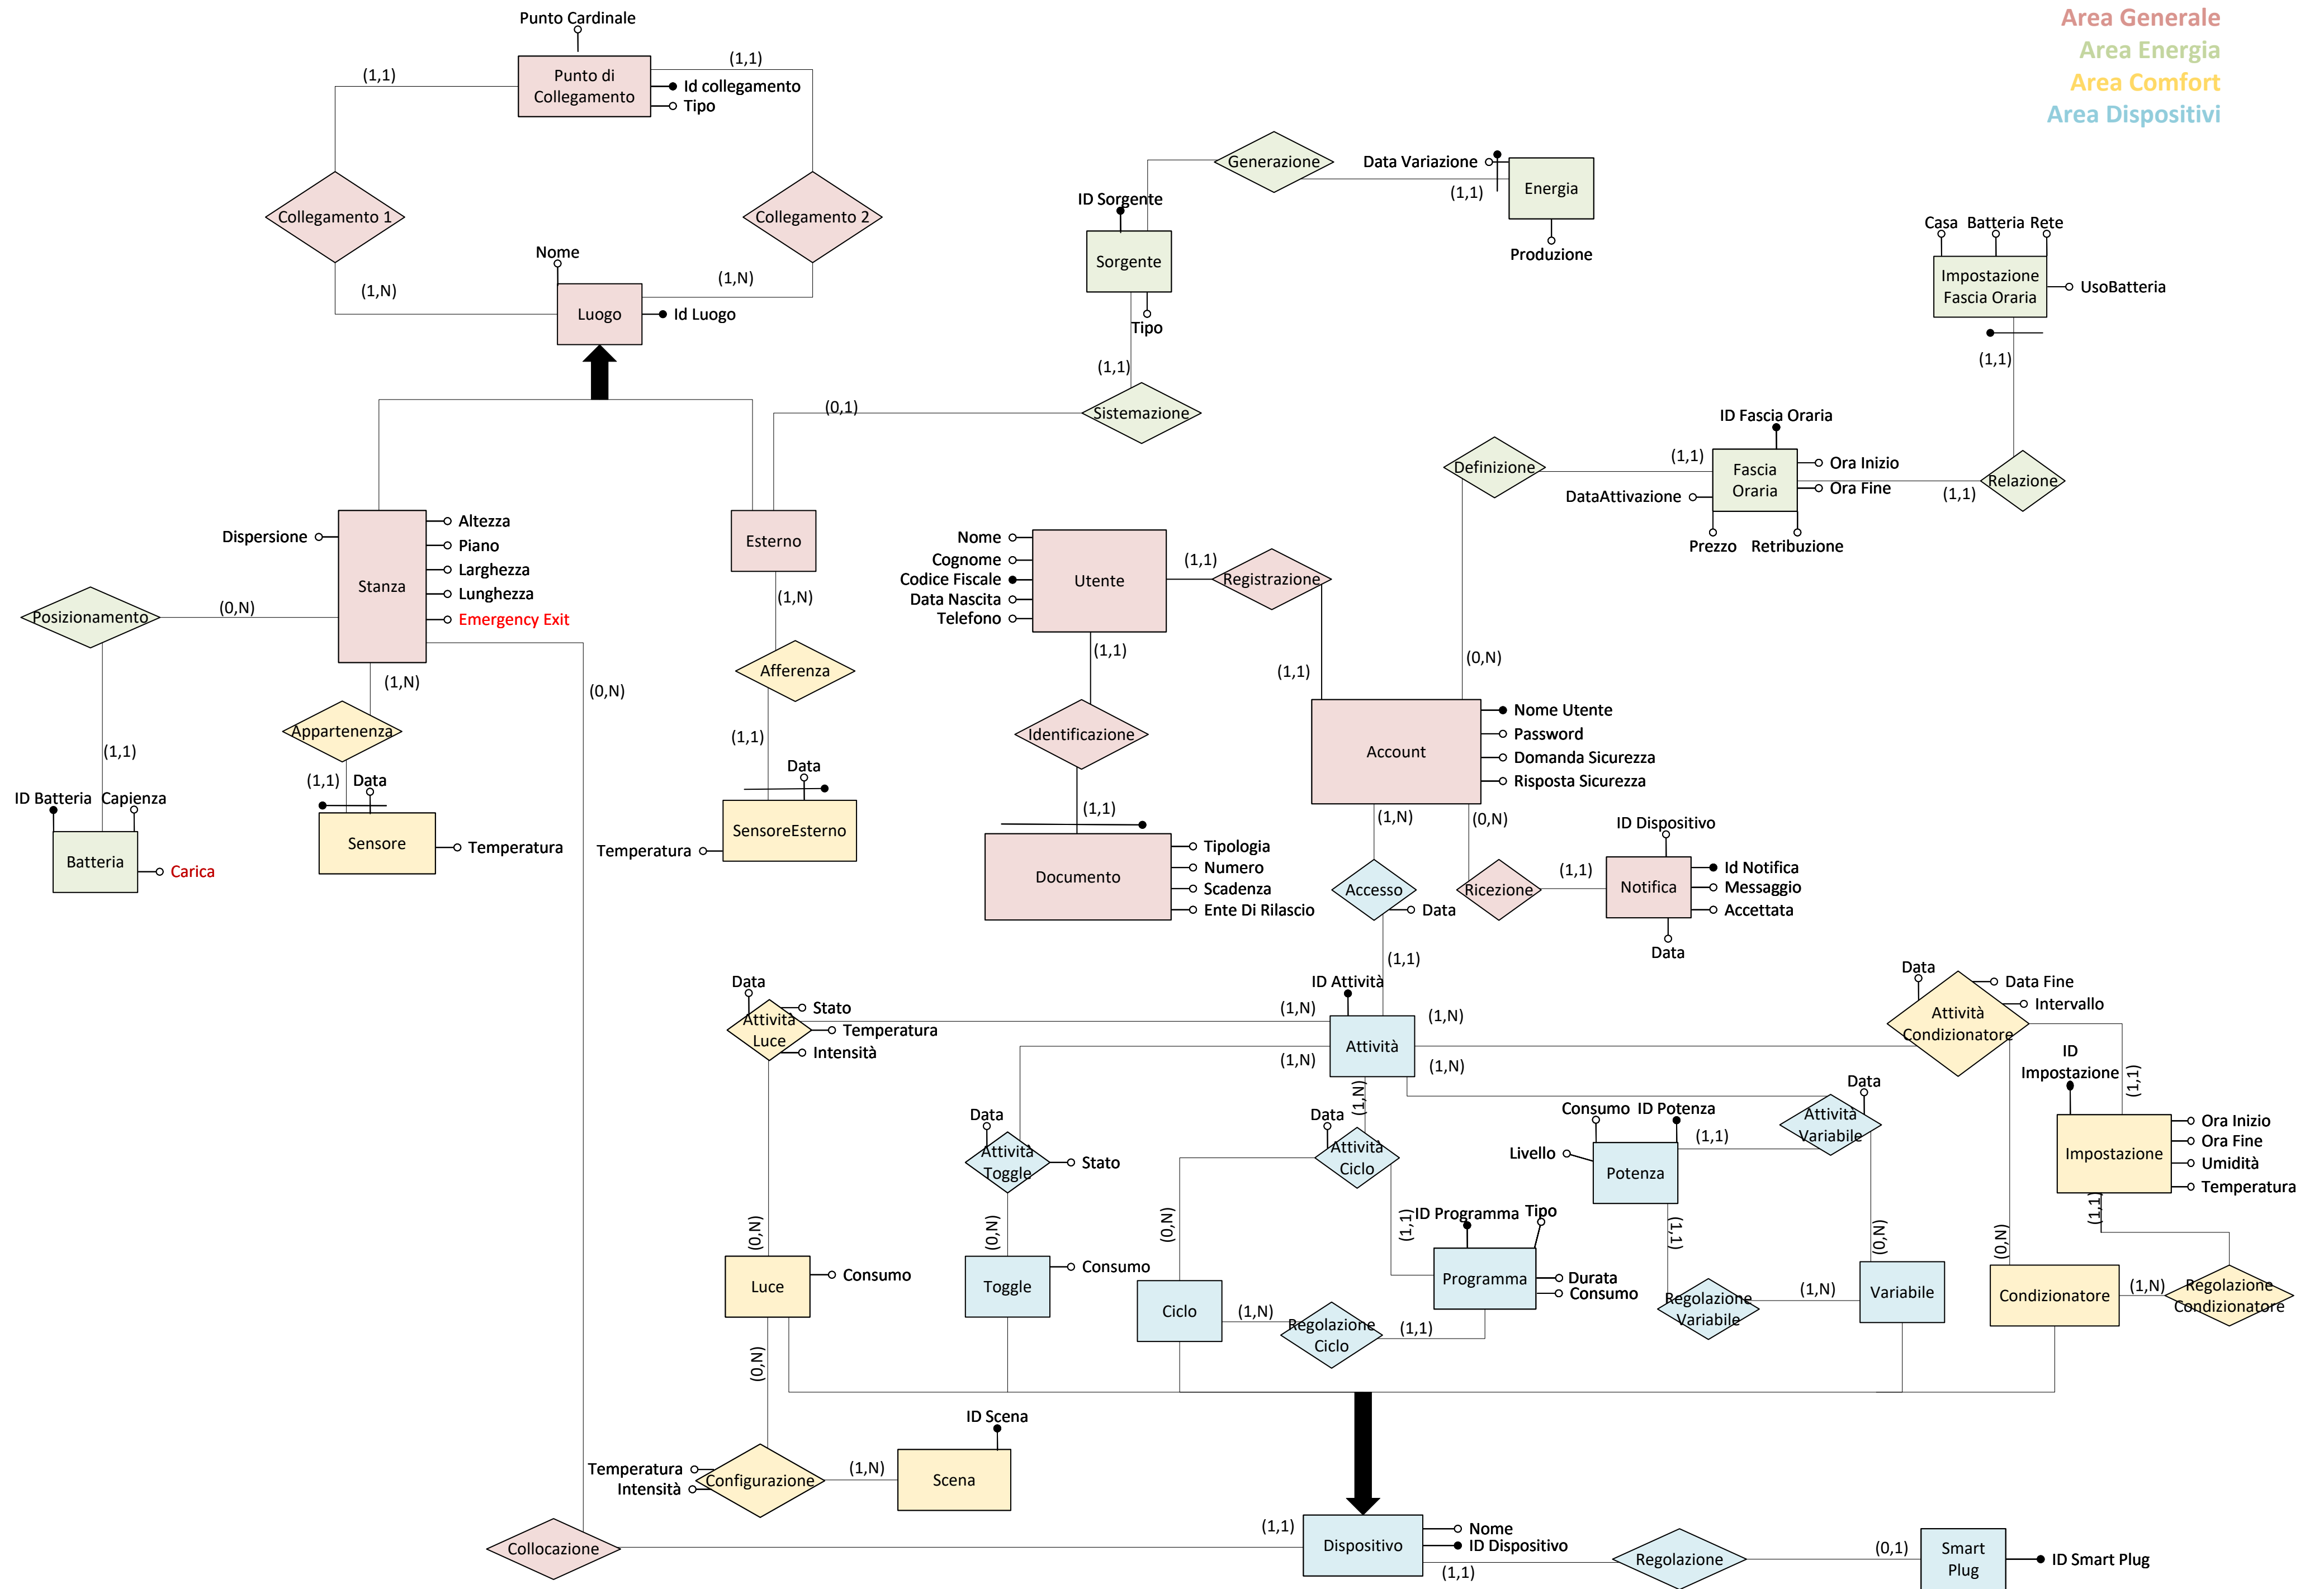 Area Generale
Area Energia
Area Comfort
Area Dispositivi
Punto Cardinale
(1,1)
(1,1)
Punto di
Collegamento
Id collegamento
Tipo
Collegamento 1
Collegamento 2
Nome
(1,N)
(1,N)
Luogo
Id Luogo
Generazione
Data Variazione
(1,1)
Energia
Produzione
ID Sorgente
Sorgente
Tipo
(1,1)
Sistemazione
(0,1)
Casa
Batteria
Rete
Impostazione
Fascia Oraria
UsoBatteria
(1,1)
ID Fascia Oraria
Definizione
(1,1)
Fascia
Oraria
Ora Inizio
Ora Fine
DataAttivazione
(1,1)
Relazione
Prezzo
Retribuzione
Dispersione
Stanza
Altezza
Piano
Larghezza
Lunghezza
Emergency Exit
Esterno
Posizionamento
(0,N)
(1,N)
(1,N)
(0,N)
Afferenza
Appartenenza
(1,1)
(1,1)
(1,1)
Data
Data
ID Batteria
Capienza
Batteria
Carica
Sensore
Temperatura
SensoreEsterno
Temperatura
Nome
Cognome
Codice Fiscale
Data Nascita
Telefono
Utente
(1,1)
Registrazione
(1,1)
(1,1)
(0,N)
Identificazione
(1,1)
Documento
Tipologia
Numero
Scadenza
Ente Di Rilascio
Account
Nome Utente
Password
Domanda Sicurezza
Risposta Sicurezza
(1,N)
(0,N)
ID Dispositivo
Accesso
Data
Ricezione
(1,1)
Notifica
Id Notifica
Messaggio
Accettata
Data
(1,1)
Data
Attività
Luce
Stato
Temperatura
Intensità
(1,N)
(1,N)
ID Attività
Attività
(1,N)
(1,N)
(1,N)
Data
Attività
Condizionatore
Data Fine
Intervallo
Data
Attività
Toggle
Stato
Data
Attività
Ciclo
Consumo
ID Potenza
Livello
Potenza
(1,1)
Data
Attività
Variabile
ID
Impostazione
(1,1)
Impostazione
Ora Inizio
Ora Fine
Umidità
Temperatura
(1,1)
(0,N)
(0,N)
(0,N)
(1,1)
ID Programma
Tipo
(1,1)
(0,N)
(0,N)
Luce
Consumo
Toggle
Consumo
Ciclo
(1,N)
Regolazione
Ciclo
(1,1)
Programma
Durata
Consumo
Regolazione
Variabile
(1,N)
Variabile
Condizionatore
(1,N)
Regolazione
Condizionatore
(0,N)
ID Scena
Temperatura
Intensità
Configurazione
(1,N)
Scena
Collocazione
(1,1)
Dispositivo
Nome
ID Dispositivo
(1,1)
Regolazione
(0,1)
Smart
Plug
ID Smart Plug